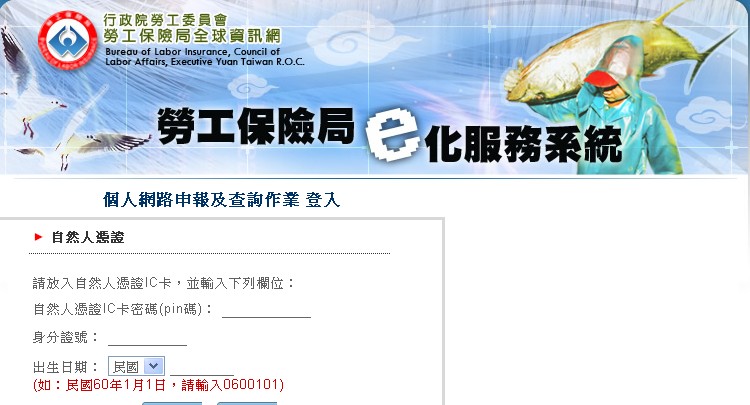 行政院勞工委員會
勞工保險局全球資訊網
Bureau of Labor Insurance, Council of
Labor Affairs, Executive Yuan Taiwan R.O.C.
勞工保險局e化服務系統
個人網路申報及查詢作業 登入
自然人憑證
請放入自然人憑證IC卡，並輸入下列欄位：
自然人憑證IC卡密碼(pin碼)：
身分證號：
出生日期： 民國
(如：民國60年1月1日，請輸入0600101)